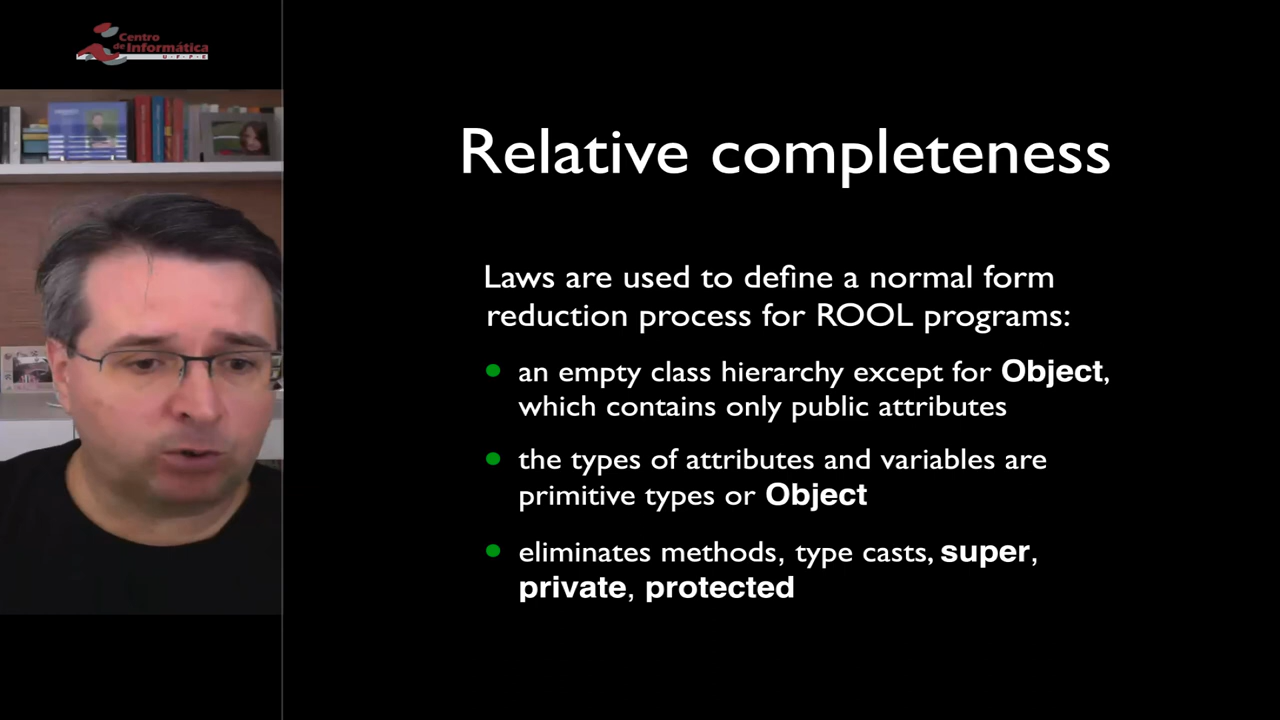 Centro
de Informática
U · F · P · E
Relative completeness
Laws are used to define a normal form
reduction process for ROOL programs:
an empty class hierarchy except for Object,
which contains only public attributes
the types of attributes and variables are
primitive types or Object
eliminates methods, type casts, super,
private, protected